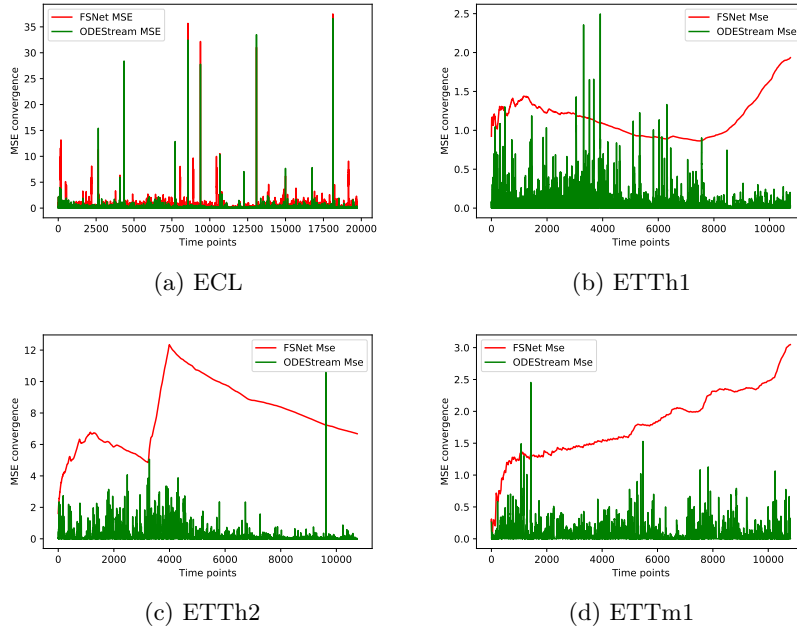 FSNet MSE
ODEStream MSE
MSE convergence
35
30
25
20
15
10
5
0
0 2500 5000 7500 10000 12500 15000 17500 20000
Time points
(a) ECL
FSNet Mse
ODEStream Mse
MSE convergence
2.5
2.0
1.5
1.0
0.5
0.0
0 2000 4000 6000 8000 10000
Time points
(b) ETTh1
FSNet Mse
ODEStream Mse
MSE convergence
12
10
8
6
4
2
0
0 2000 4000 6000 8000 10000
Time points
(c) ETTh2
FSNet Mse
ODEStream Mse
MSE convergence
3.0
2.5
2.0
1.5
1.0
0.5
0.0
0 2000 4000 6000 8000 10000
Time points
(d) ETTm1